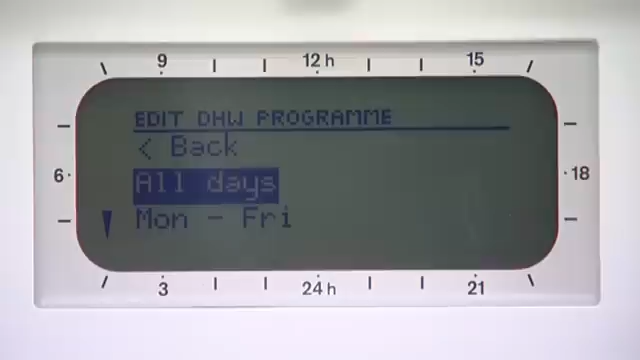 9 12 h 15
EDIT DHW PROGRAMME
< Back
6 All days 18
Mon - Fri
3 24 h 21